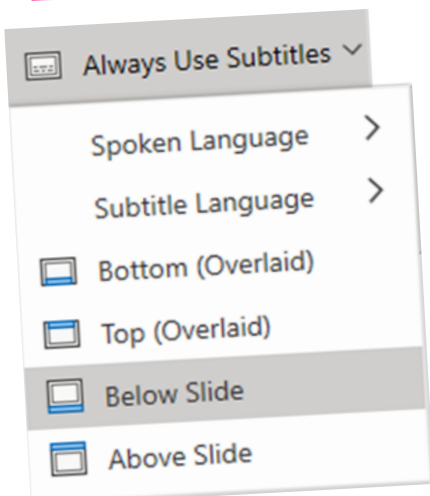 Always Use Subtitles
Spoken Language
Subtitle Language
Bottom (Overlaid)
Top (Overlaid)
Below Slide
Above Slide